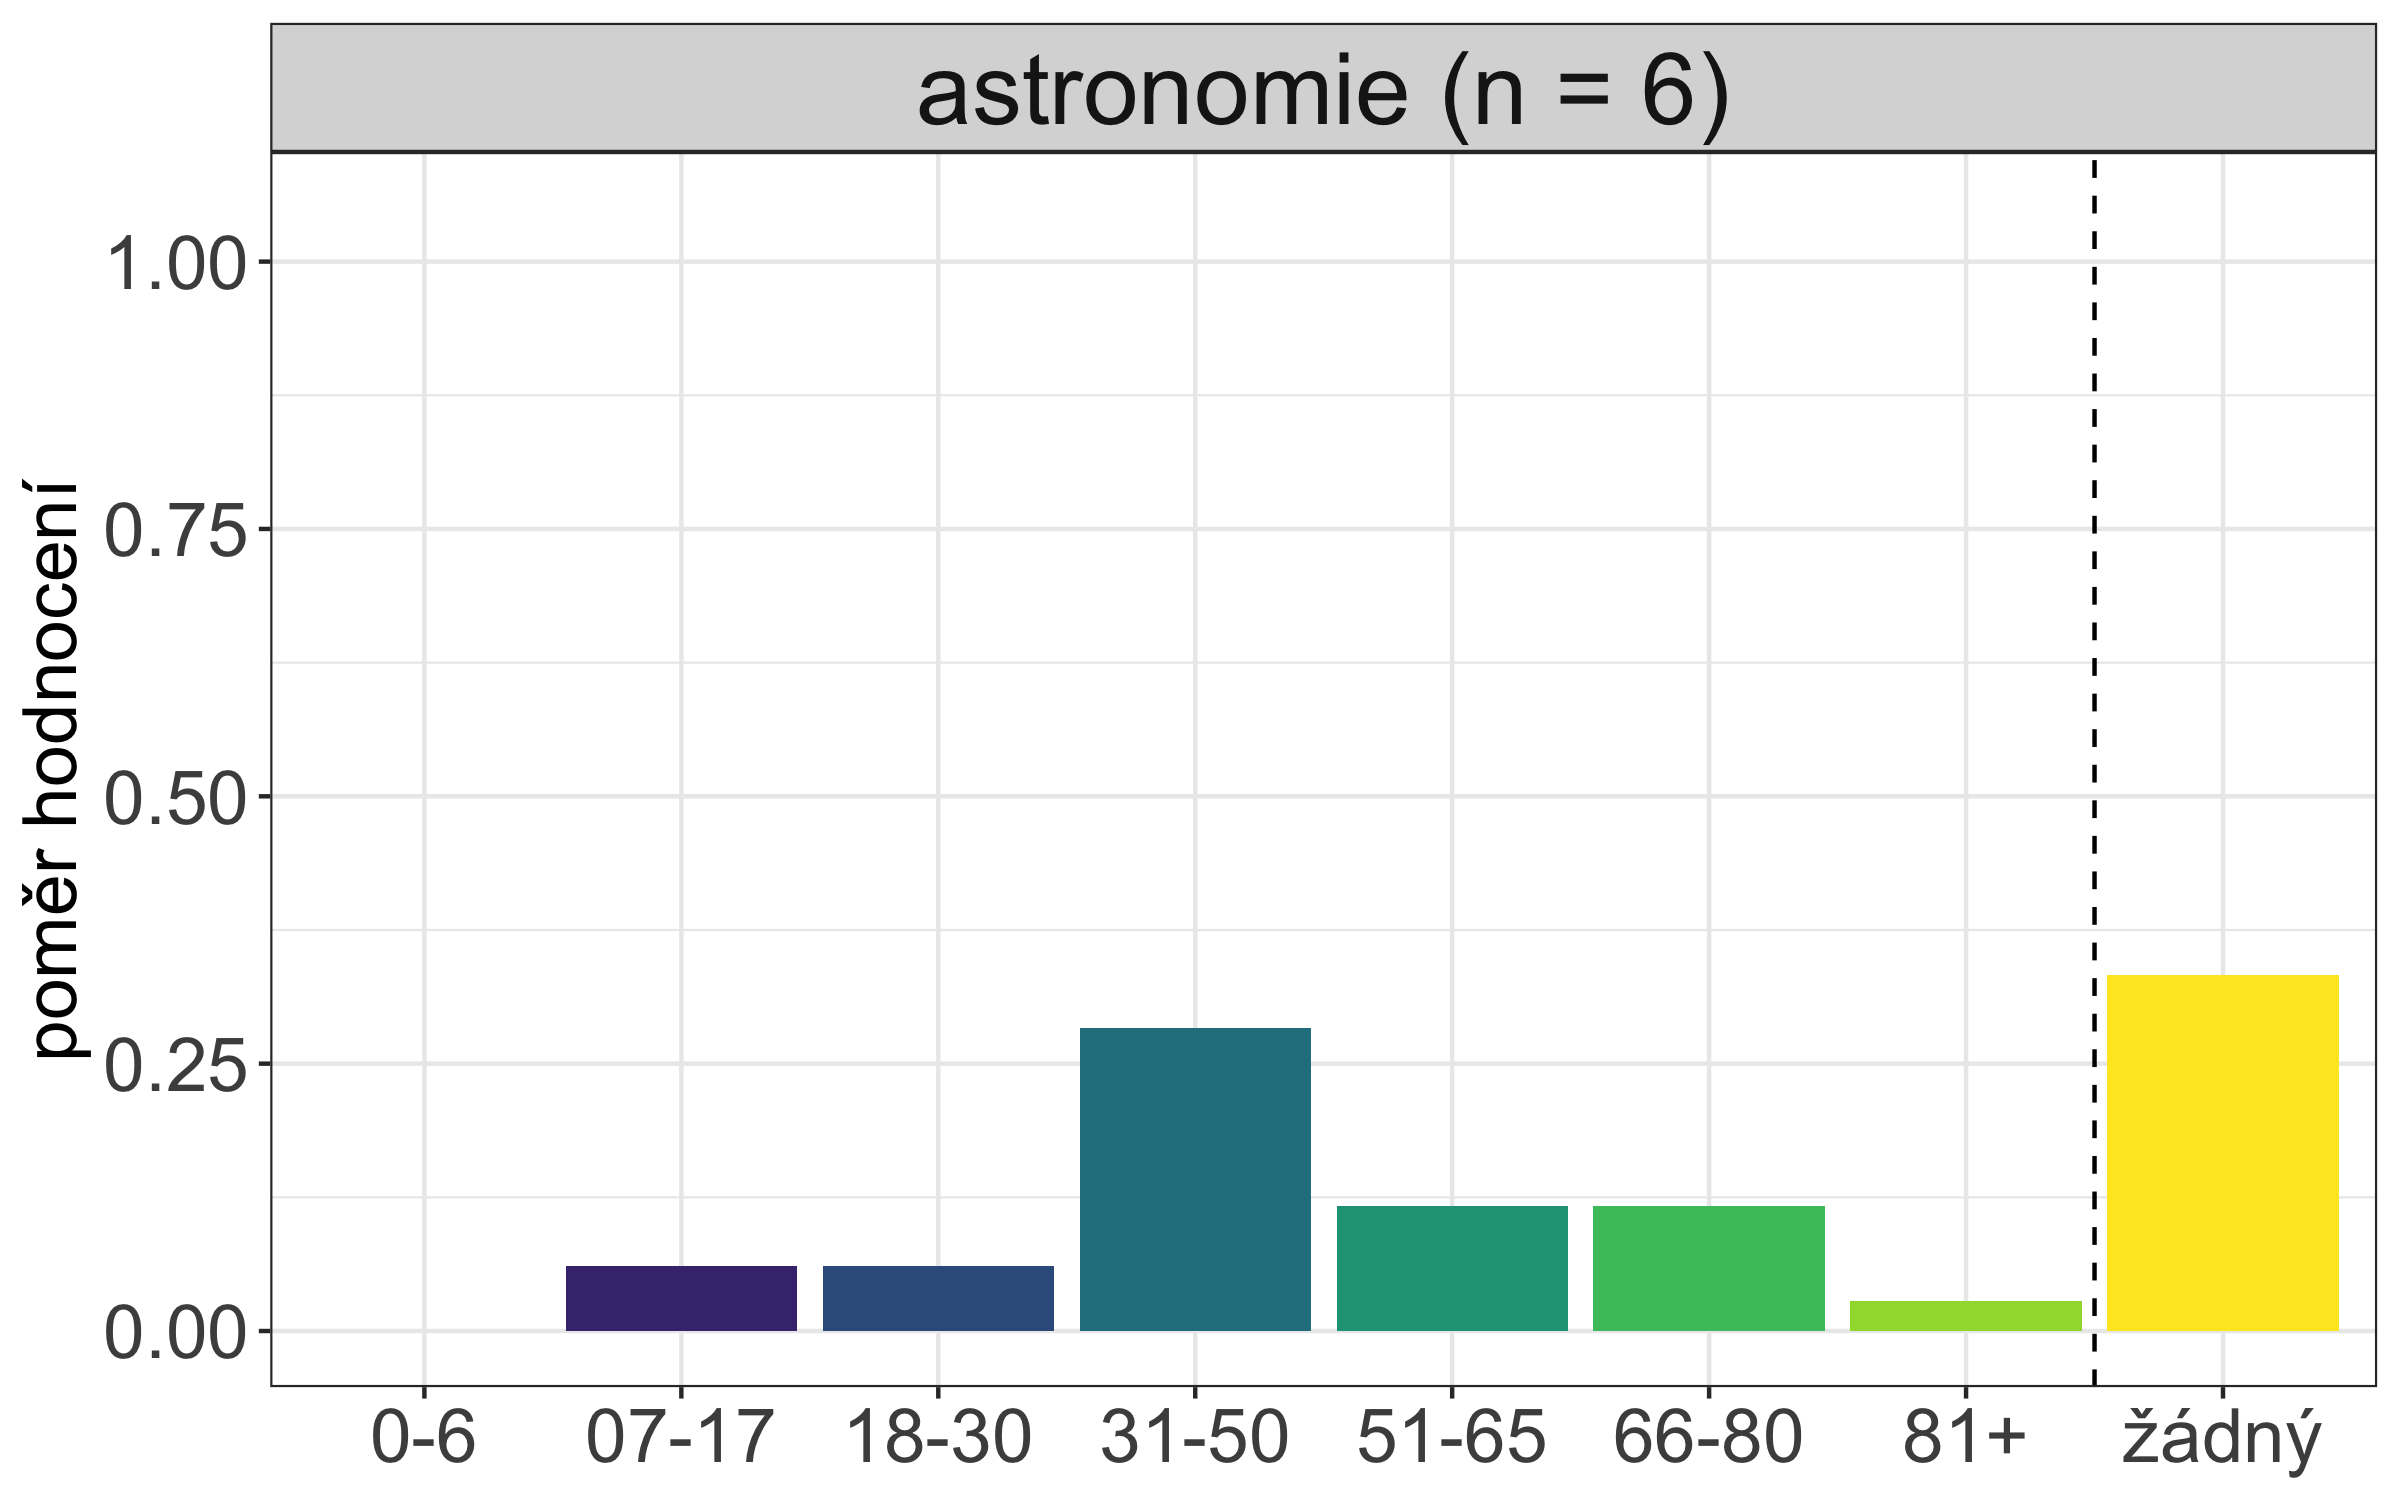 astronomie (n = 6)
poměr hodnocení
1.00
0.75
0.50
0.25
0.00
0-6 07-17 18-30 31-50 51-65 66-80 81+ žádný